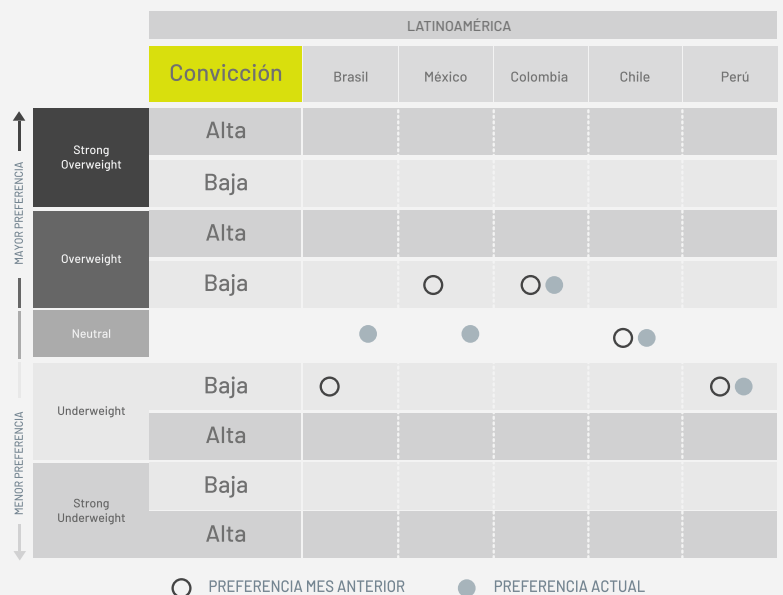 LATINOAMÉRICA
Convicción
Brasil
México
Colombia
Chile
Perú
MAYOR PREFERENCIA
Strong
Overweight
Alta
Baja
Overweight
Alta
Baja
Neutral
MENOR PREFERENCIA
Underweight
Baja
Alta
Strong
Underweight
Baja
Alta
PREFERENCIA MES ANTERIOR
PREFERENCIA ACTUAL